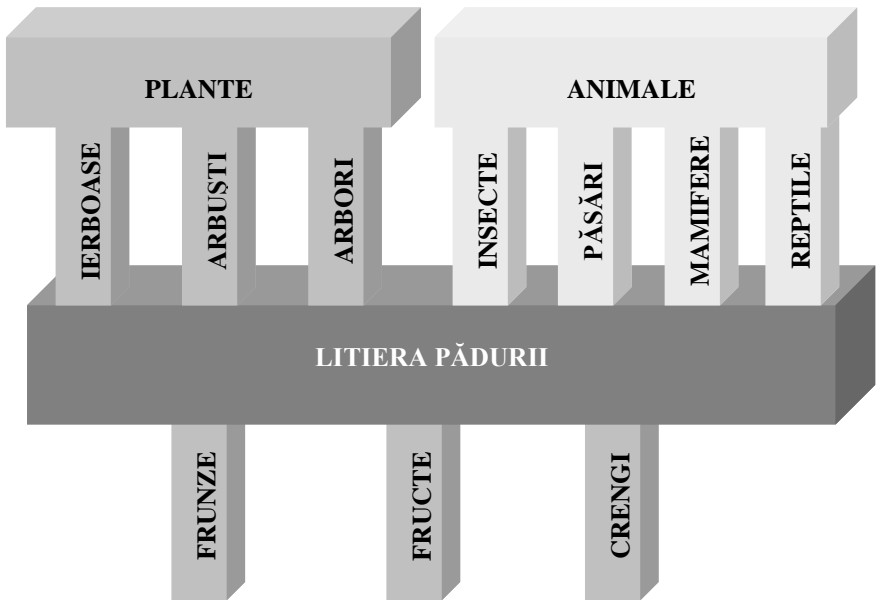 PLANTE
ANIMALE
IERBOASE
ARBUȘTI
ARBORI
INSECTE
PĂSĂRI
MAMIFERE
REPTILE
LITIERA PĂDURII
FRUNZE
FRUCTE
CRENGI